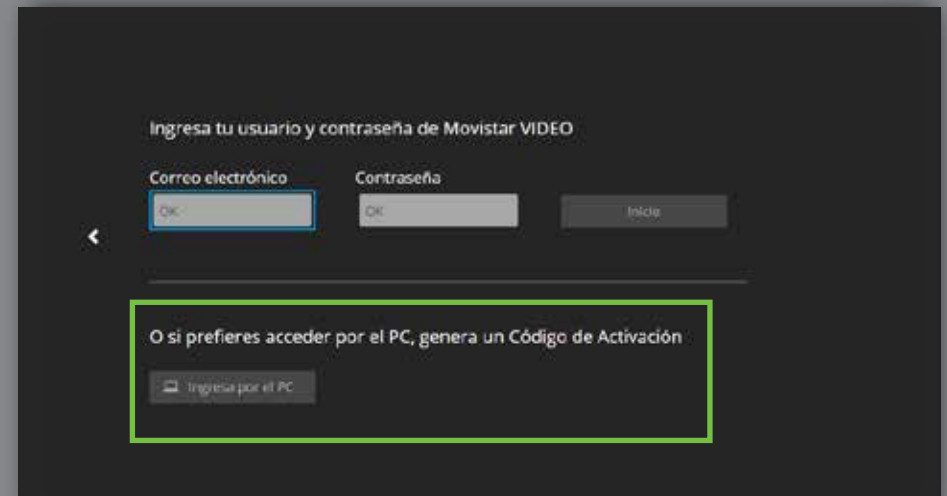 Ingresa tu usuario y contraseña de Movistar VIDEO
Correo electrónico Contraseña
OK OK Inicio
O si prefieres acceder por el PC, genera un Código de Activación
Ingresa por el PC